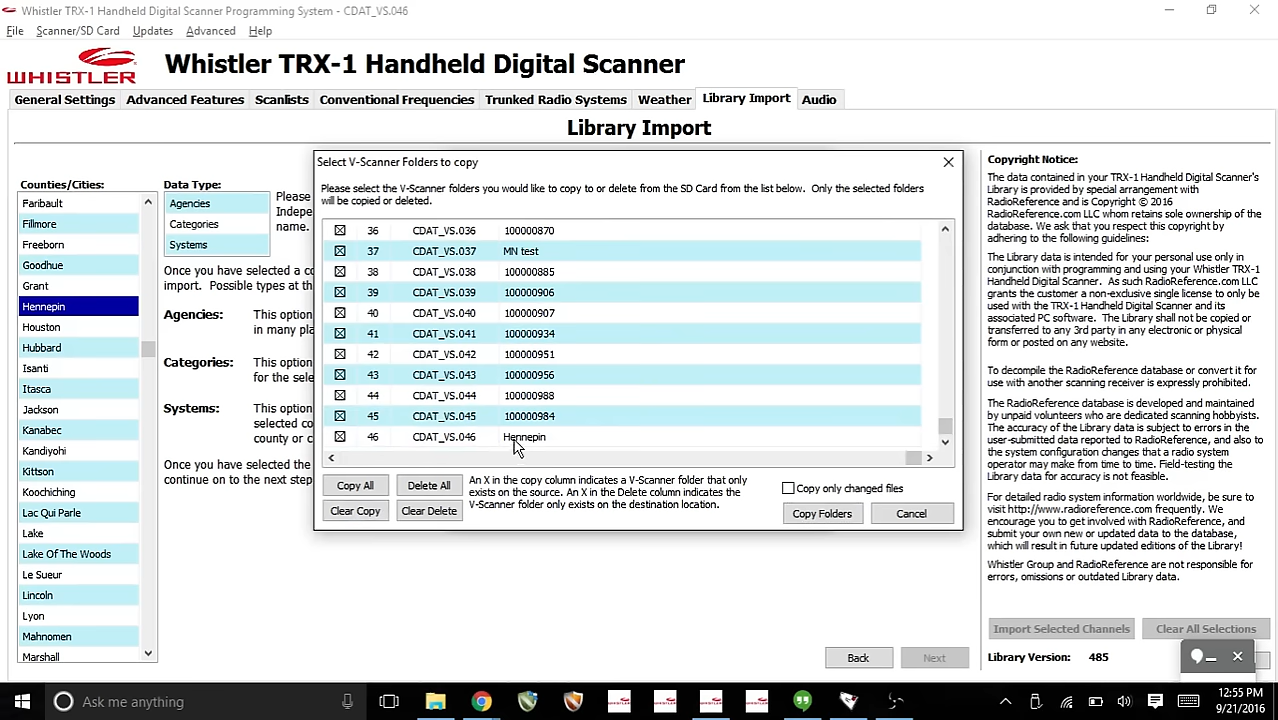 Whistler TRX-1 Handheld Digital Scanner Programming System - CDAT_VS.046
File Scanner/SD Card Updates Advanced Help
WHISTLER
Whistler TRX-1 Handheld Digital Scanner
General Settings Advanced Features Scanlists Conventional Frequencies Trunked Radio Systems Weather Library Import Audio
Library Import
Counties/Cities:
Faribault
Fillmore
Freeborn
Goodhue
Grant
Hennepin
Houston
Hubbard
Isanti
Itasca
Jackson
Kanabec
Kandiyohi
Kittson
Koochiching
Lac Qui Parle
Lake
Lake Of The Woods
Le Sueur
Lincoln
Lyon
Mahnomen
Marshall
Data Type:
Agencies
Categories
Systems
Please
Indepe
name.
Once you have selected a co
import. Possible types at th
Agencies: This option
in many pla
Categories: This option
for the sele
Systems: This option
selected co
county or c
Once you have selected the
continue on to the next step
Select V-Scanner Folders to copy
Please select the V-Scanner folders you would like to copy to or delete from the SD Card from the list below. Only the selected folders
will be copied or deleted.
36 CDAT_VS.036 100000870
37 CDAT_VS.037 MN test
38 CDAT_VS.038 100000885
39 CDAT_VS.039 100000906
40 CDAT_VS.040 100000907
41 CDAT_VS.041 100000934
42 CDAT_VS.042 100000951
43 CDAT_VS.043 100000956
44 CDAT_VS.044 100000988
45 CDAT_VS.045 100000984
46 CDAT_VS.046 Hennepin
Copy All Delete All
Clear Copy Clear Delete
An X in the copy column indicates a V-Scanner folder that only
exists on the source. An X in the Delete column indicates the
V-Scanner folder only exists on the destination location.
Copy only changed files
Copy Folders Cancel
Back Next
Copyright Notice:
The data contained in your TRX-1 Handheld Digital Scanner's
Library is provided by special arrangement with
RadioReference and is Copyright © 2016
RadioReference.com LLC whom retains sole ownership of the
database. We ask that you respect this copyright by
adhering to the following guidelines:
The Library data is intended for your personal use only in
conjunction with programming and using your Whistler TRX-1
Handheld Digital Scanner. As such RadioReference.com LLC
grants the customer a non-exclusive single license to only be
used with the TRX-1 Handheld Digital Scanner and its
associated PC software. The Library shall not be copied or
transferred to any 3rd party in any electronic or physical
form or posted on any website.
To decompile the RadioReference database or convert it for
use with another scanning receiver is expressly prohibited.
The RadioReference database is developed and maintained
by unpaid volunteers who are dedicated scanning hobbyists.
The accuracy of the Library data is subject to errors in the
user-submitted data reported to RadioReference, and also to
the system configuration changes that a radio system
operator may make from time to time. Field-testing the
Library data for accuracy is not feasible.
For detailed radio system information worldwide, be sure to
visit http://www.radioreference.com frequently. We
encourage you to get involved with RadioReference, and
submit your own new or updated data to the database,
which will result in future updated editions of the Library!
Whistler Group and RadioReference are not responsible for
errors, omissions or outdated Library data.
Import Selected Channels Clear All Selections
Library Version: 485
Ask me anything
12:55 PM
9/21/2016